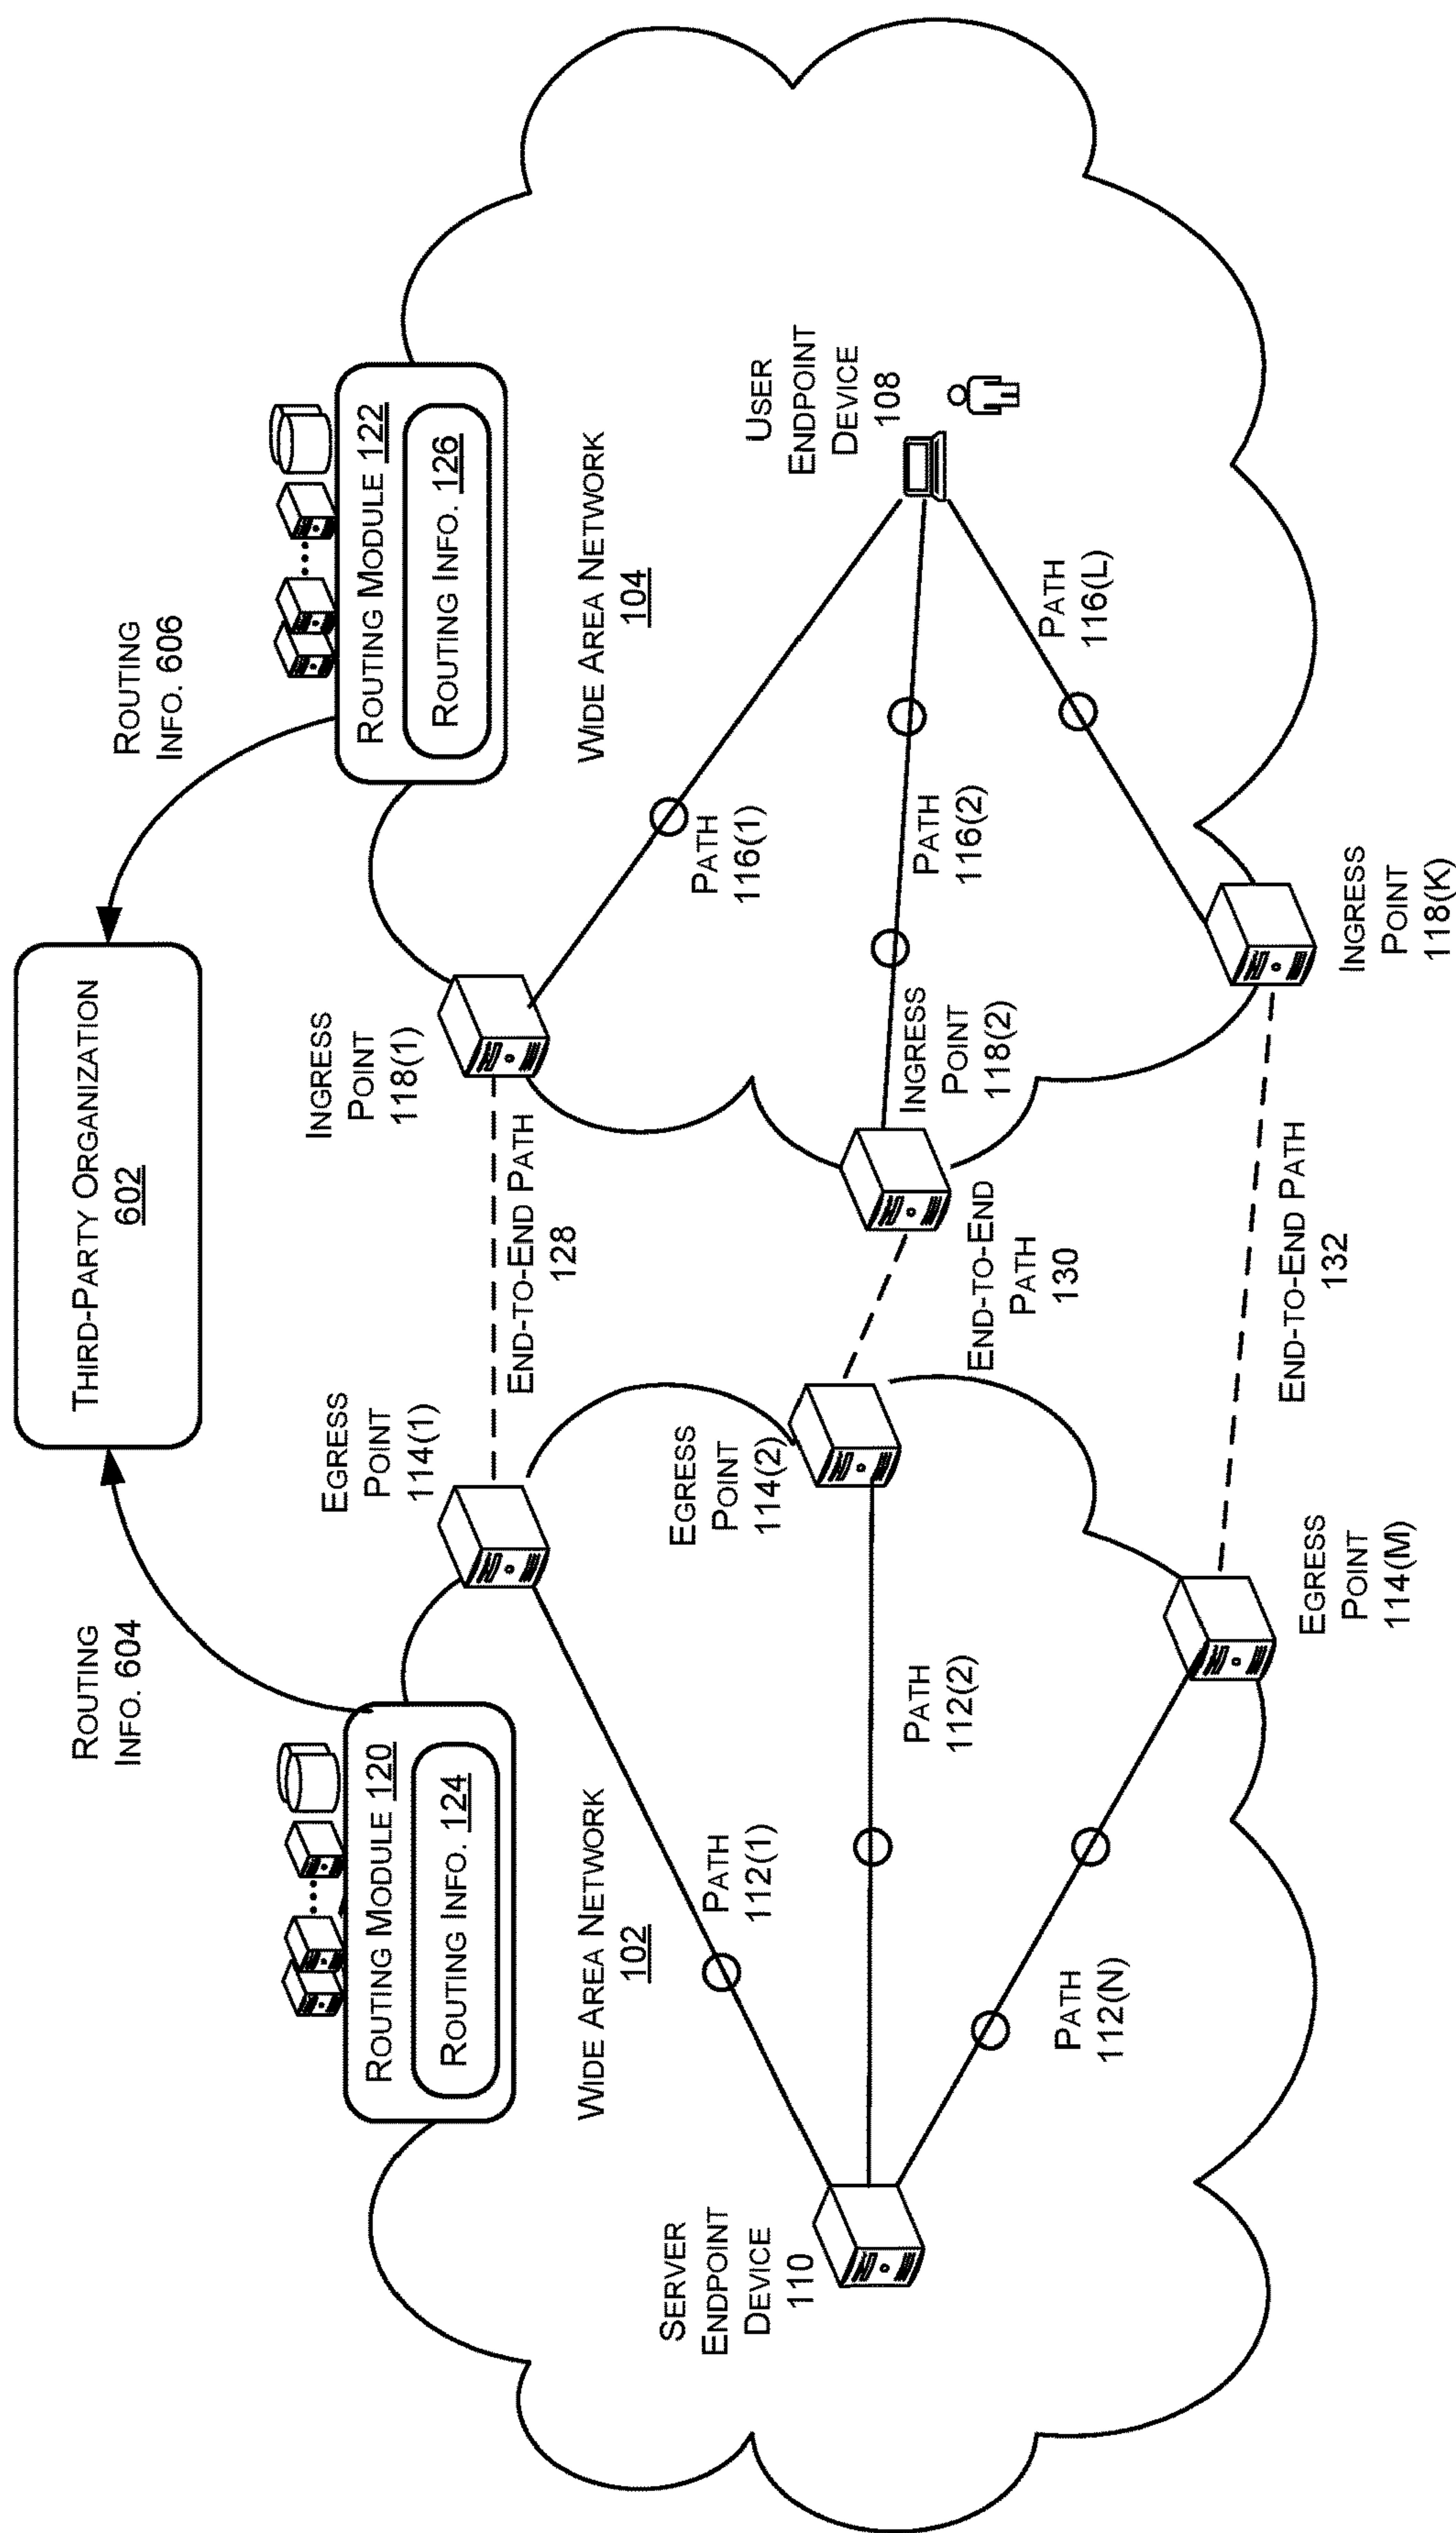 THIRD-PARTY ORGANIZATION
602
ROUTING
INFO. 604
ROUTING
INFO. 606
ROUTING MODULE 120
ROUTING INFO. 124
ROUTING MODULE 122
ROUTING INFO. 126
WIDE AREA NETWORK
102
WIDE AREA NETWORK
104
EGRESS
POINT
114(1)
INGRESS
POINT
118(1)
END-TO-END PATH
128
PATH
112(1)
PATH
116(1)
SERVER
ENDPOINT
DEVICE
110
EGRESS
POINT
114(2)
INGRESS
POINT
118(2)
USER
ENDPOINT
DEVICE
108
PATH
112(2)
END-TO-END
PATH
130
PATH
116(2)
PATH
112(N)
PATH
116(L)
EGRESS
POINT
114(M)
END-TO-END PATH
132
INGRESS
POINT
118(K)